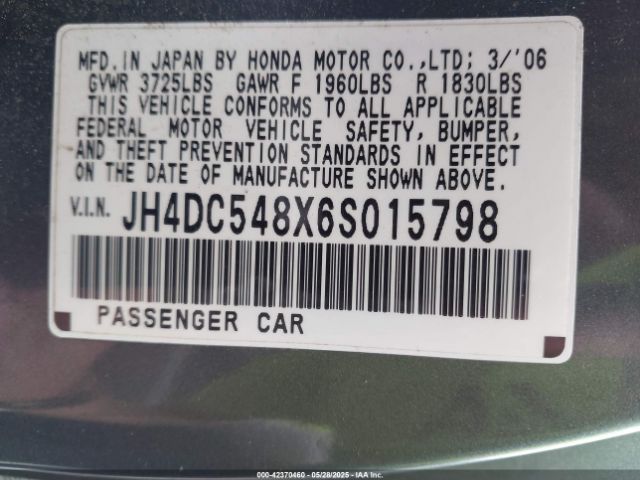 MFD. IN JAPAN BY HONDA MOTOR CO.,LTD; 3/'06
GVWR 3725LBS GAWR F 1960LBS R 1830LBS
THIS VEHICLE CONFORMS TO ALL APPLICABLE
FEDERAL MOTOR VEHICLE SAFETY, BUMPER,
AND THEFT PREVENTION STANDARDS IN EFFECT
ON THE DATE OF MANUFACTURE SHOWN ABOVE.
V.I.N. JH4DC548X6S015798
PASSENGER CAR
000-42370460 - 05/28/2025 - IAAI.COM